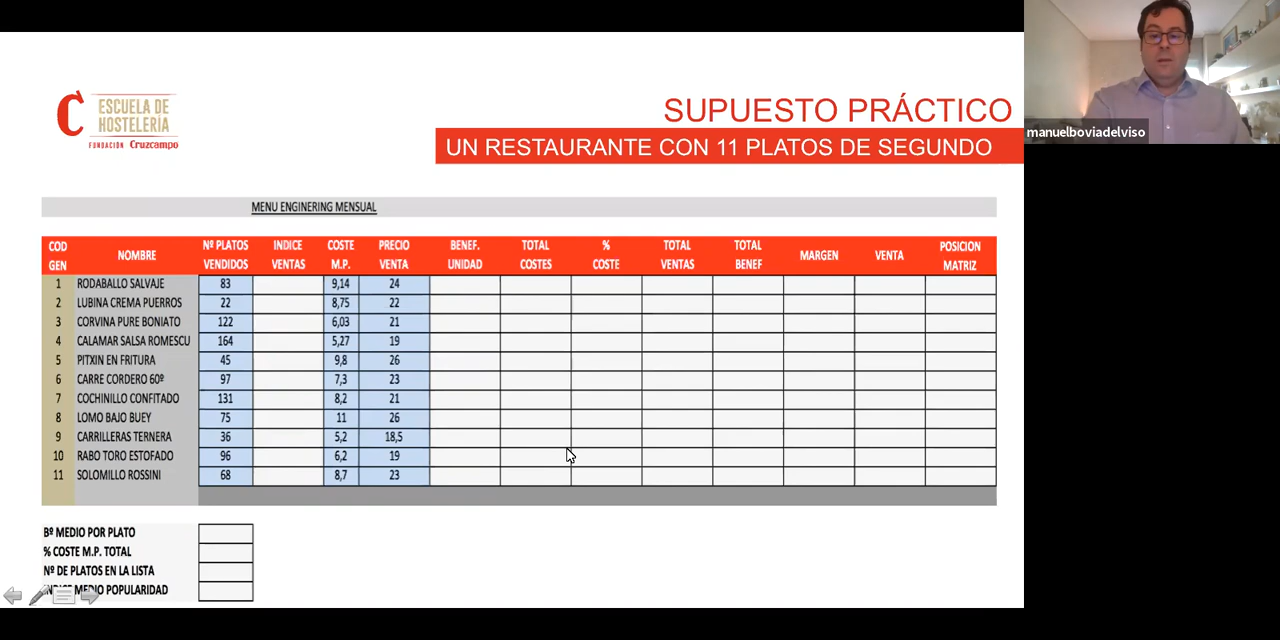 C ESCUELA DE
HOSTELERÍA
FUNDACIÓN Cruzcampo
SUPUESTO PRÁCTICO
UN RESTAURANTE CON 11 PLATOS DE SEGUNDO
manuelboviadelviso
MENU ENGINERING MENSUAL
COD GEN NOMBRE Nº PLATOS VENDIDOS INDICE VENTAS COSTE M.P. PRECIO VENTA BENEF. UNIDAD TOTAL COSTES % COSTE TOTAL VENTAS TOTAL BENEF MARGEN VENTA POSICION MATRIZ
1 RODABALLO SALVAJE 83 9,14 24
2 LUBINA CREMA PUERROS 22 8,75 22
3 CORVINA PURE BONIATO 122 6,03 21
4 CALAMAR SALSA ROMESCU 164 5,27 19
5 PITXIN EN FRITURA 45 9,8 26
6 CARRE CORDERO 60º 97 7,3 23
7 COCHINILLO CONFITADO 131 8,2 21
8 LOMO BAJO BUEY 75 11 26
9 CARRILLERAS TERNERA 36 5,2 18,5
10 RABO TORO ESTOFADO 96 6,2 19
11 SOLOMILLO ROSSINI 68 8,7 23
Bº MEDIO POR PLATO
% COSTE M.P. TOTAL
Nº DE PLATOS EN LA LISTA
MEDIO POPULARIDAD